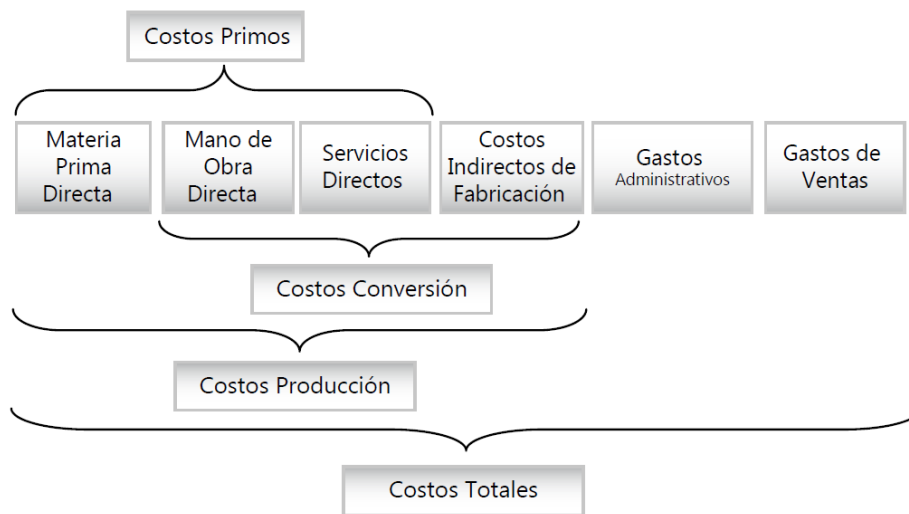 Costos Primos
Materia
Prima
Directa
Mano de
Obra
Directa
Servicios
Directos
Costos
Indirectos de
Fabricación
Gastos
Administrativos
Gastos de
Ventas
Costos Conversión
Costos Producción
Costos Totales